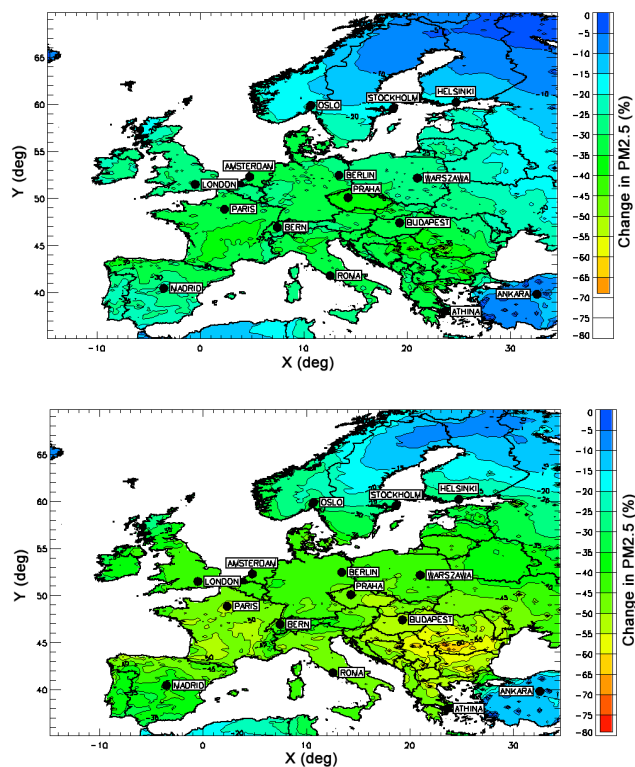 65
60
55
50
45
40
Y (deg)
-10
0
10
20
30
X (deg)
OSLO
STOCKHOLM
HELSINKI
AMSTERDAM
LONDON
BERLIN
WARSZAWA
PRAHA
PARIS
BERN
BUDAPEST
ROMA
MADRID
ANKARA
ATHINA
0
-5
-10
-15
-20
-25
-30
-35
-40
-45
-50
-55
-60
-65
-70
-75
-80
Change in PM2.5 (%)
65
60
55
50
45
40
Y (deg)
-10
0
10
20
30
X (deg)
OSLO
STOCKHOLM
HELSINKI
AMSTERDAM
LONDON
BERLIN
WARSZAWA
PRAHA
PARIS
BERN
BUDAPEST
ROMA
MADRID
ANKARA
ATHINA
0
-5
-10
-15
-20
-25
-30
-35
-40
-45
-50
-55
-60
-65
-70
-75
-80
Change in PM2.5 (%)